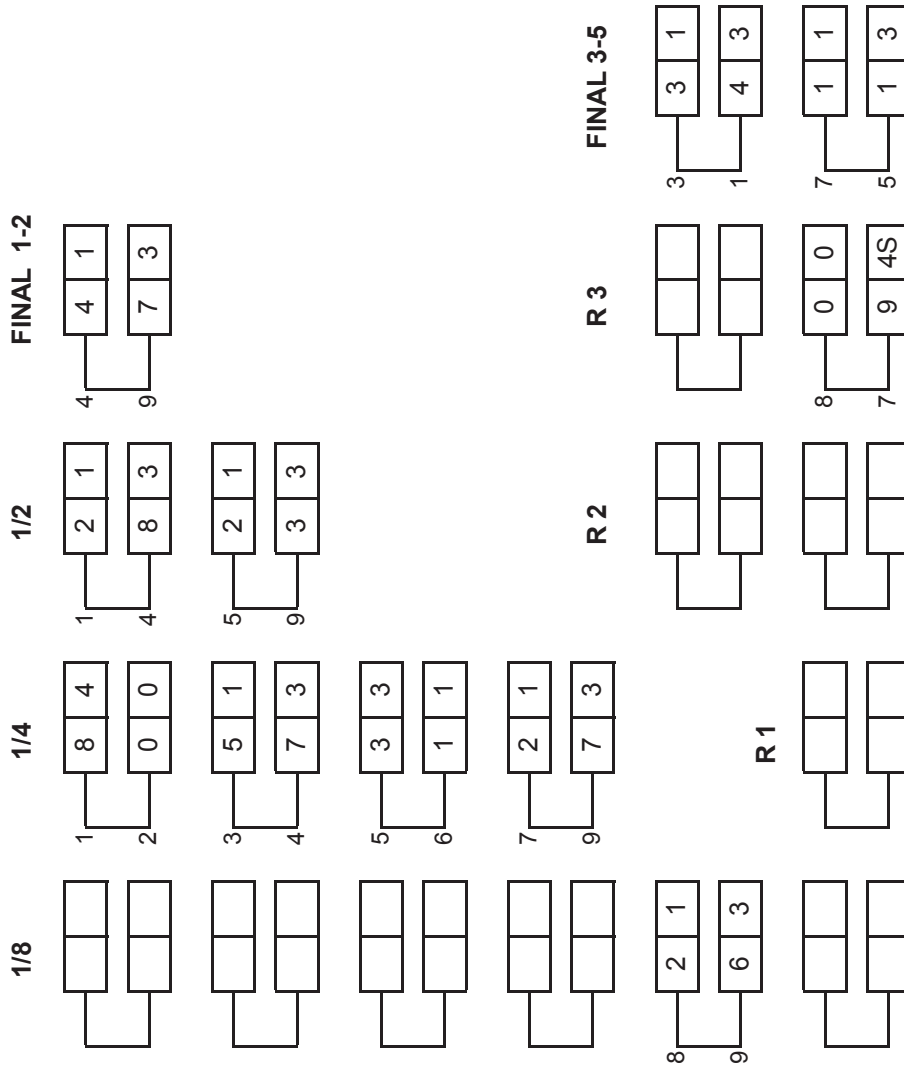 1/8 1/4 1/2 FINAL 1-2
1 8 4 1 2 1 4 4 1
2 0 0 4 8 3 9 7 3
3 5 1 5 2 1
4 7 3 9 3 3
5 3 3
6 1 1
7 2 1
9 7 3 R 2 R 3 FINAL 3-5
8 2 1 3 3 1
9 6 3 1 4 3
R 1
8 0 0 7 1 1
7 9 4S 5 1 3